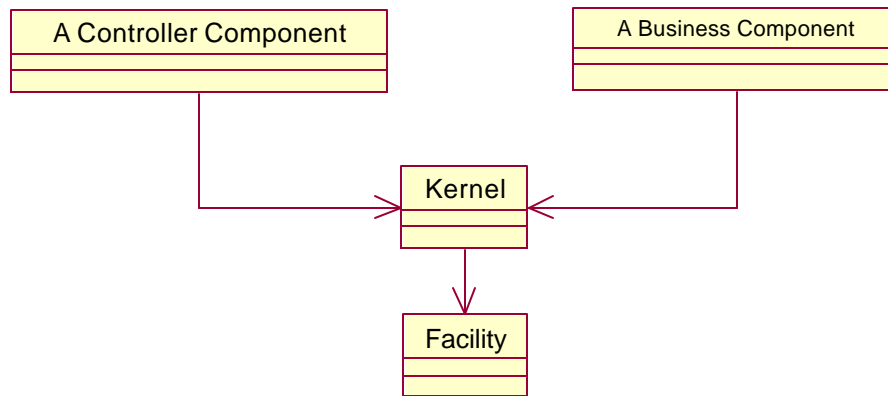 A Controller Component
A Business Component
Kernel
Facility